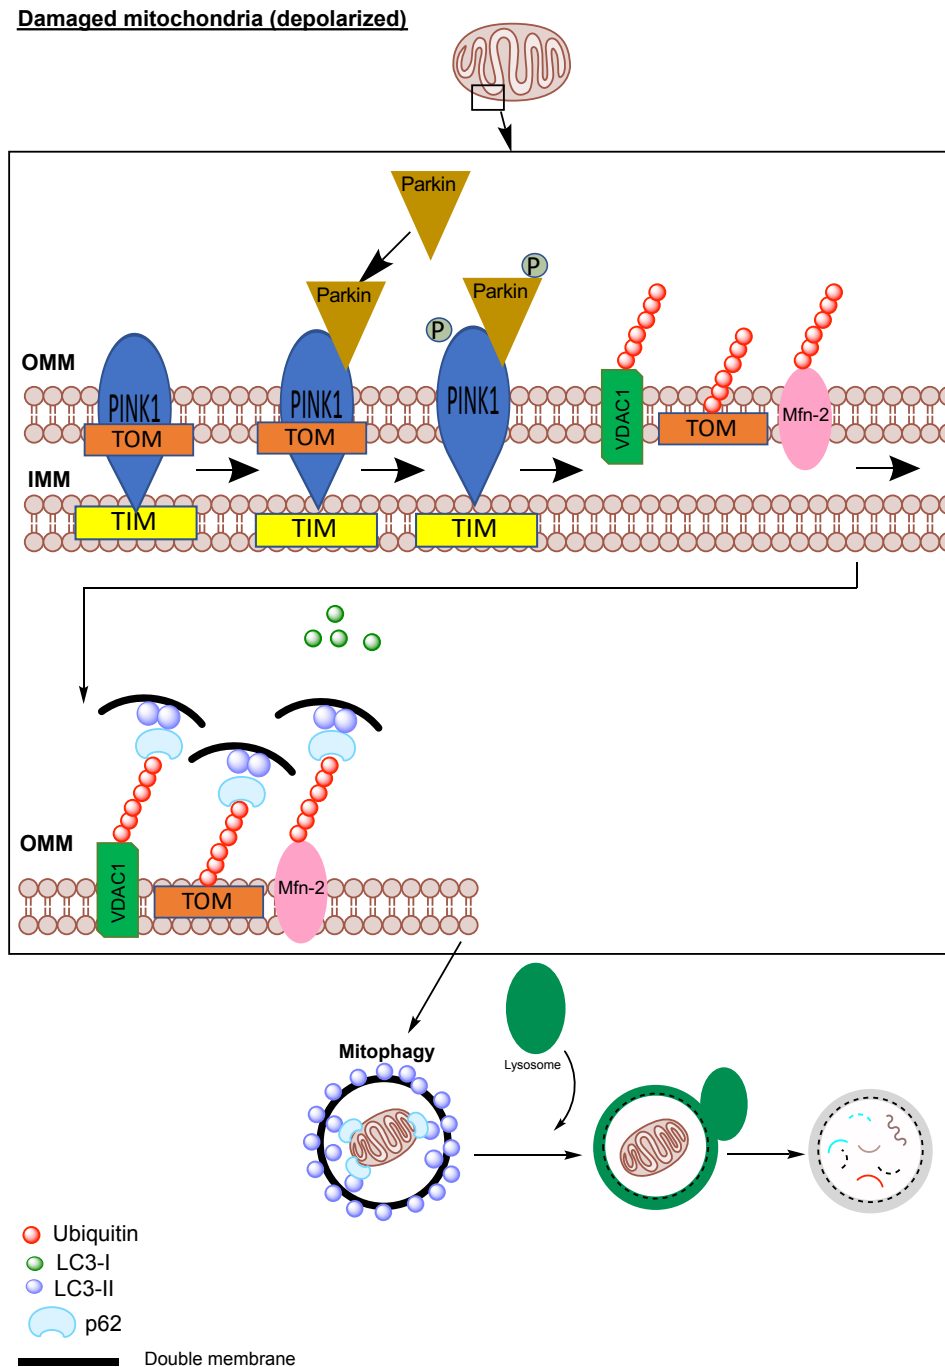 Damaged mitochondria (depolarized)
Parkin
Parkin
P
Parkin
P
OMM
PINK1
PINK1
PINK1
VDAC1
Mfn-2
TOM
TOM
TOM
IMM
TIM
TIM
TIM
OMM
VDAC1
TOM
Mfn-2
Mitophagy
Lysosome
Ubiquitin
LC3-I
LC3-II
p62
Double membrane